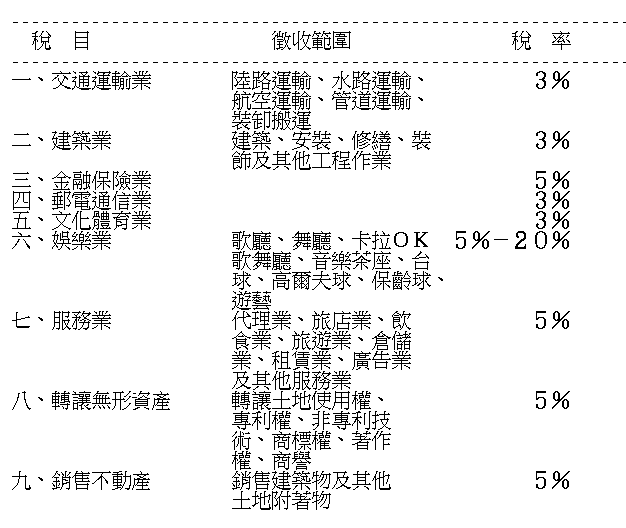 稅 目 徵收範圍 稅 率
一、交通運輸業 陸路運輸、水路運輸、 3%
航空運輸、管道運輸、
裝卸搬運
二、建築業 建築、安裝、修繕、裝 3%
飾及其他工程作業
三、金融保險業 5%
四、郵電通信業 3%
五、文化體育業 3%
六、娛樂業 歌廳、舞廳、卡拉OK 5%-20%
歌舞廳、音樂茶座、台
球、高爾夫球、保齡球、
遊藝
七、服務業 代理業、旅店業、飲 5%
食業、旅遊業、倉儲
業、租賃業、廣告業
及其他服務業
八、轉讓無形資產 轉讓土地使用權、 5%
專利權、非專利技
術、商標權、著作
權、商譽
九、銷售不動產 銷售建築物及其他 5%
土地附著物